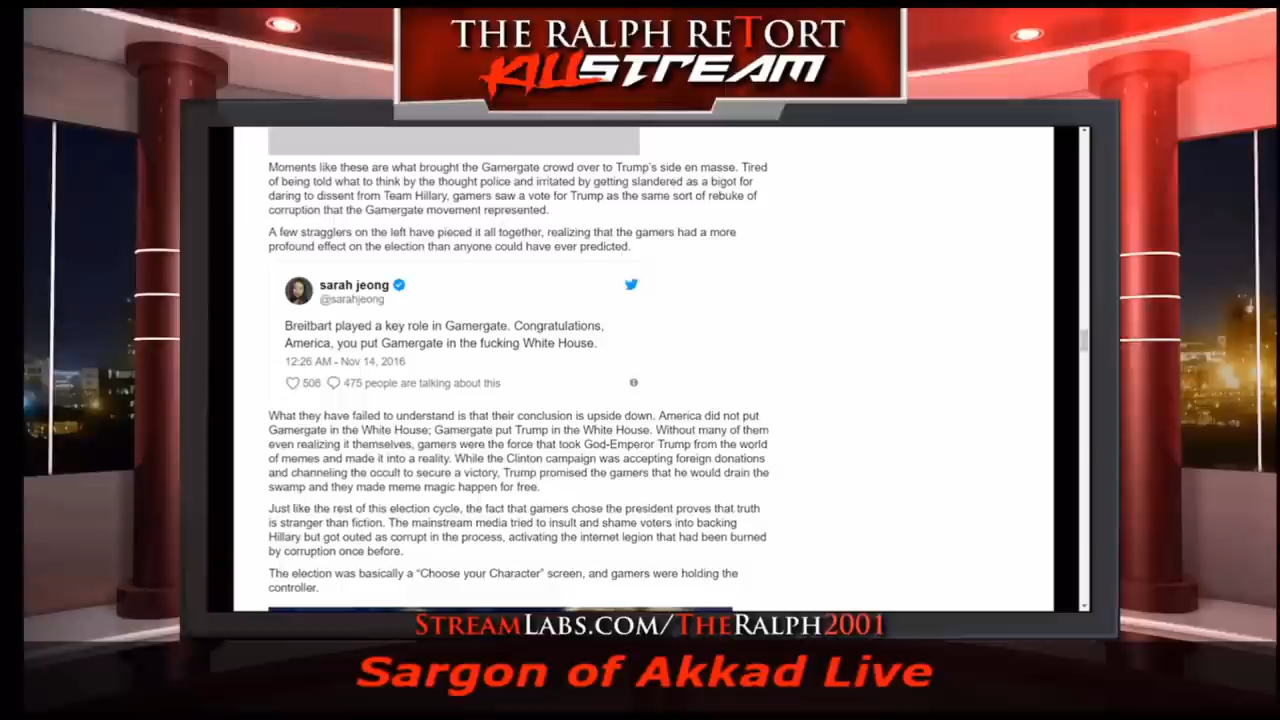 THE RALPH RETORT
KILLSTREAM
Moments like these are what brought the Gamergate crowd over to Trump's side en masse. Tired
of being told what to think by the thought police and irritated by getting slandered as a bigot for
daring to dissent from Team Hillary, gamers saw a vote for Trump as the same sort of rebuke of
corruption that the Gamergate movement represented.
A few stragglers on the left have pieced it all together, realizing that the gamers had a more
profound effect on the election than anyone could have ever predicted.
sarah jeong
@sarahjeong
Breitbart played a key role in Gamergate. Congratulations,
America, you put Gamergate in the fucking White House.
12:26 AM - Nov 14, 2016
506 475 people are talking about this
What they have failed to understand is that their conclusion is upside down. America did not put
Gamergate in the White House; Gamergate put Trump in the White House. Without many of them
even realizing it themselves, gamers were the force that took God-Emperor Trump from the world
of memes and made it into a reality. While the Clinton campaign was accepting foreign donations
and channeling the occult to secure a victory, Trump promised the gamers that he would drain the
swamp and they made meme magic happen for free.
Just like the rest of this election cycle, the fact that gamers chose the president proves that truth
is stranger than fiction. The mainstream media tried to insult and shame voters into backing
Hillary but got outed as corrupt in the process, activating the internet legion that had been burned
by corruption once before.
The election was basically a “Choose your Character” screen, and gamers were holding the
controller.
STREAMLABS.COM/THERALPH2001
Sargon of Akkad Live